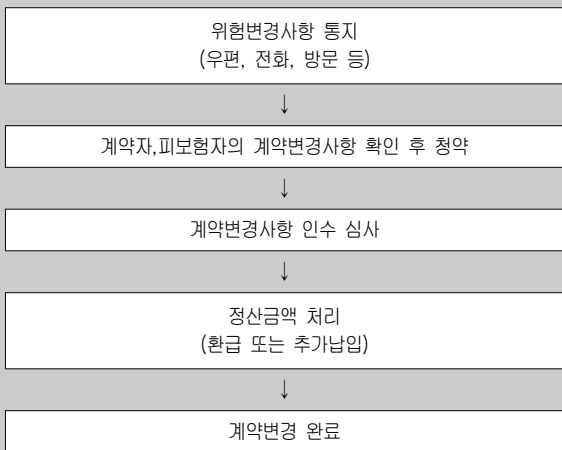 위험변경사항 통지
(우편, 전화, 방문 등)
↓
계약자,피보험자의 계약변경사항 확인 후 청약
↓
계약변경사항 인수 심사
↓
정산금액 처리
(환급 또는 추가납입)
↓
계약변경 완료